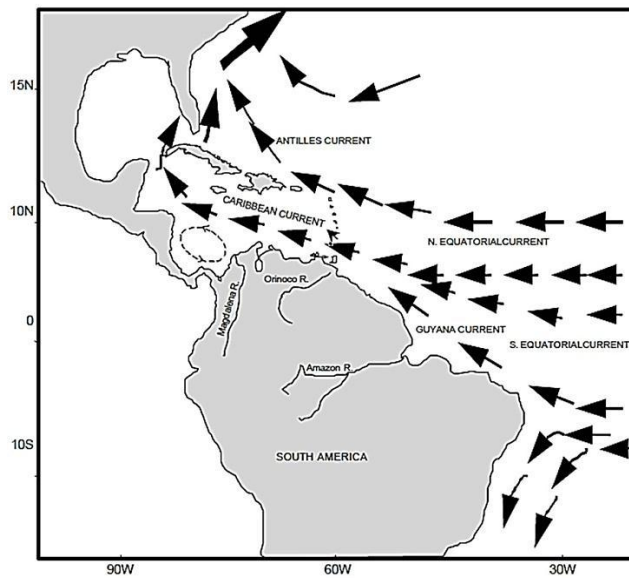 15N
ANTILLES CURRENT
CARIBBEAN CURRENT
10N
N. EQUATORIALCURRENT
Orinoco R.
Magdalena R.
GUYANA CURRENT
0
S. EQUATORIALCURRENT
Amazon R.
10S
SOUTH AMERICA
90W
60W
30W